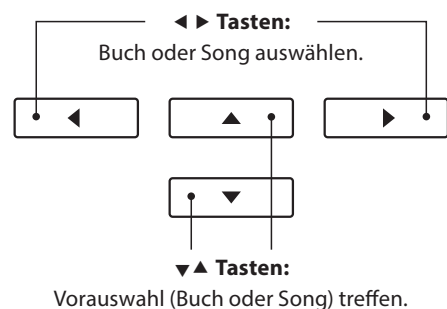 ◀ ▶ Tasten:
Buch oder Song auswählen.
◀
▲
▶
▼
▼▲ Tasten:
Vorauswahl (Buch oder Song) treffen.